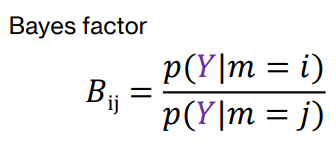 Bayes factor
B_ij = p(Y|m = i) / p(Y|m = j)